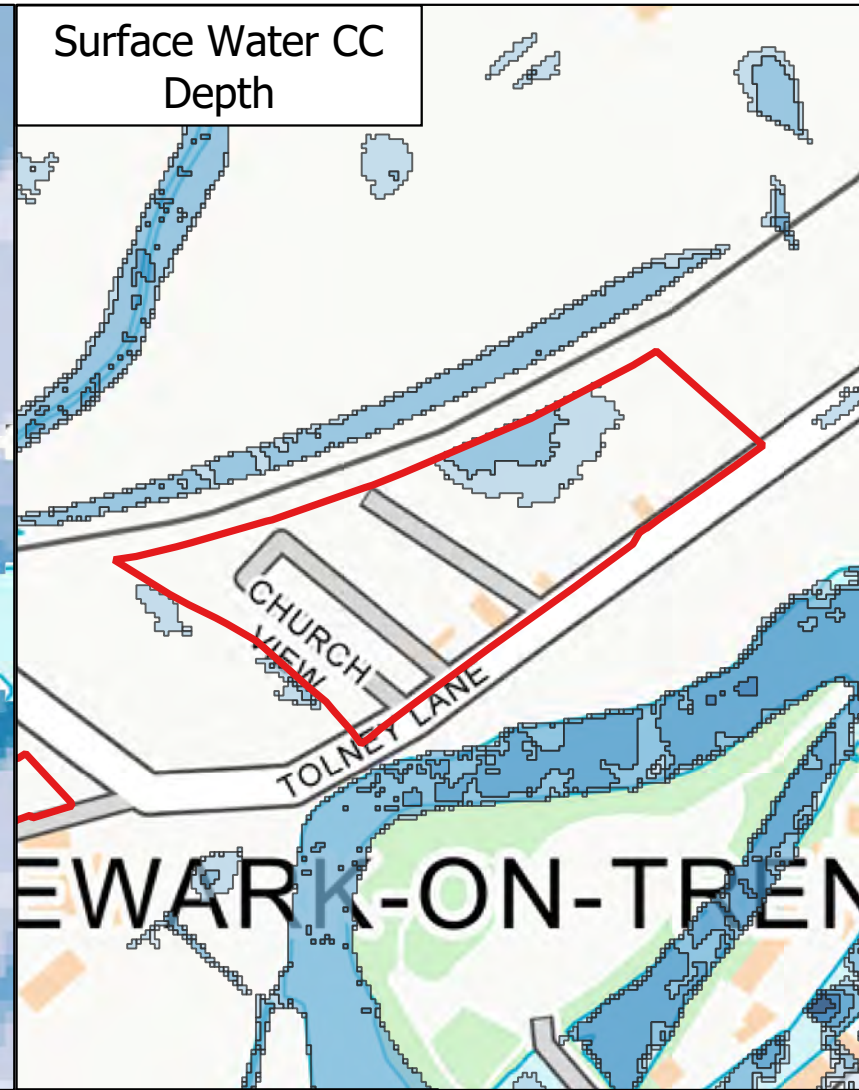 Surface Water CC
Depth
CHURCH
VIEW
TOLNEY LANE
EWARK-ON-TREN